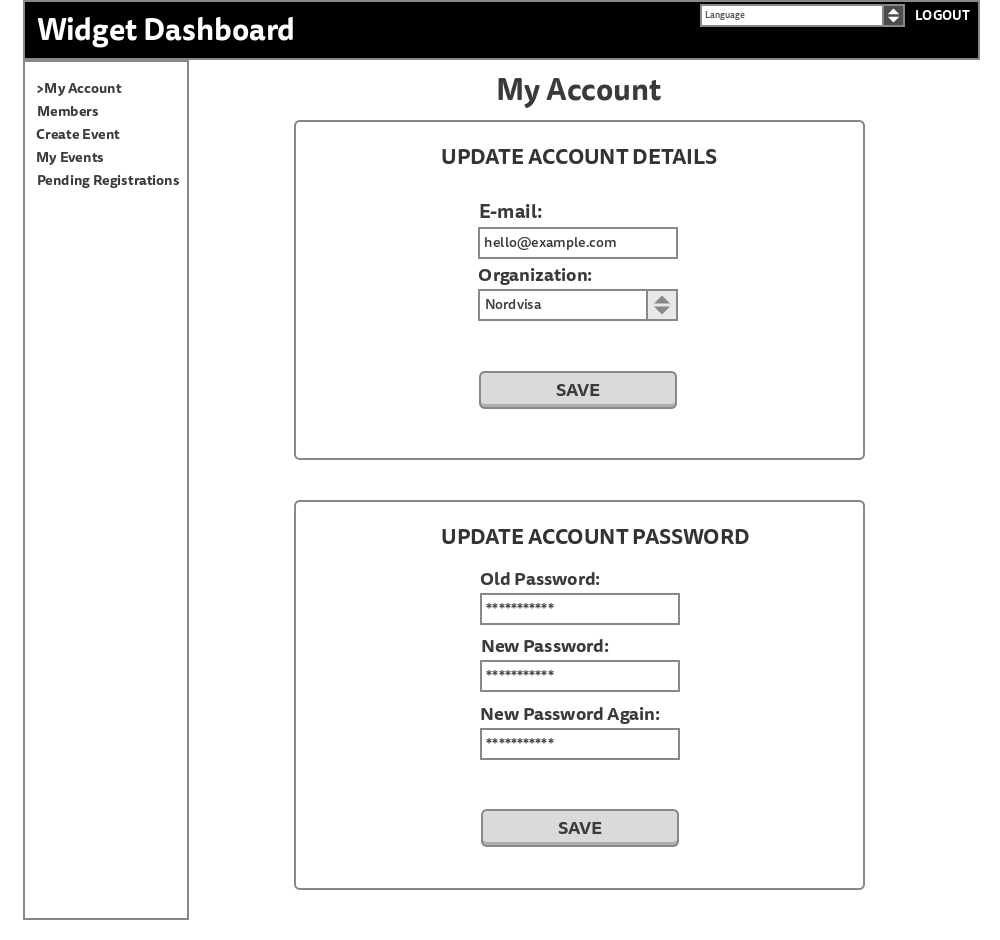 Widget Dashboard
Language
LOGOUT
>My Account
Members
Create Event
My Events
Pending Registrations
My Account
UPDATE ACCOUNT DETAILS
E-mail:
hello@example.com
Organization:
Nordvisa
SAVE
UPDATE ACCOUNT PASSWORD
Old Password:
***********
New Password:
***********
New Password Again:
***********
SAVE